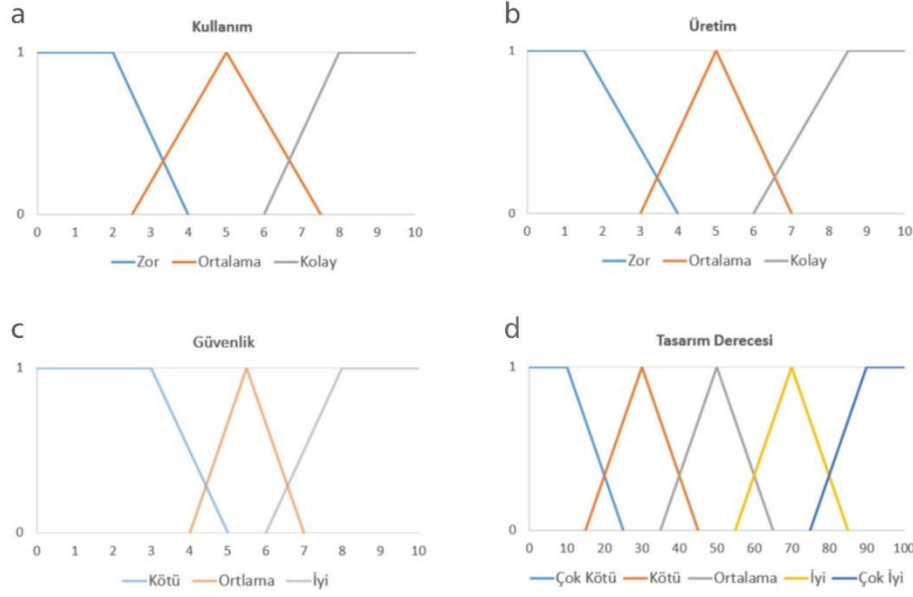 a
Kullanım
1
0
0 1 2 3 4 5 6 7 8 9 10
Zor Ortalama Kolay
b
Üretim
1
0
0 1 2 3 4 5 6 7 8 9 10
Zor Ortalama Kolay
c
Güvenlik
1
0
0 1 2 3 4 5 6 7 8 9 10
Kötü Ortlama İyi
d
Tasarım Derecesi
1
0
0 10 20 30 40 50 60 70 80 90 100
Çok Kötü Kötü Ortalama İyi Çok İyi